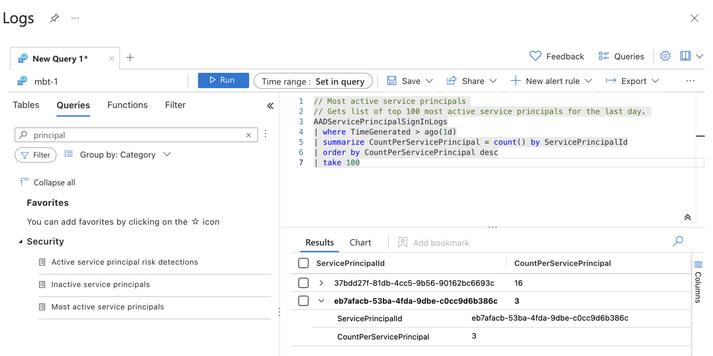 Logs
New Query 1*
Feedback
Queries
mbt-1
Run
Time range : Set in query
Save
Share
New alert rule
Export
Tables
Queries
Functions
Filter
principal
Filter
Group by: Category
Collapse all
Favorites
You can add favorites by clicking on the ☆ icon
Security
Active service principal risk detections
Inactive service principals
Most active service principals
1 // Most active service principals
2 // Gets list of top 100 most active service principals for the last day.
3 AADServicePrincipalSignInLogs
4 | where TimeGenerated > ago(1d)
5 | summarize CountPerServicePrincipal = count() by ServicePrincipalId
6 | order by CountPerServicePrincipal desc
7 | take 100
Results
Chart
Add bookmark
ServicePrincipalId
CountPerServicePrincipal
37bdd27f-81db-4cc5-9b56-90162bc6693c
16
eb7afacb-53ba-4fda-9dbe-c0cc9d6b386c
3
ServicePrincipalId
eb7afacb-53ba-4fda-9dbe-c0cc9d6b386c
CountPerServicePrincipal
3
Columns